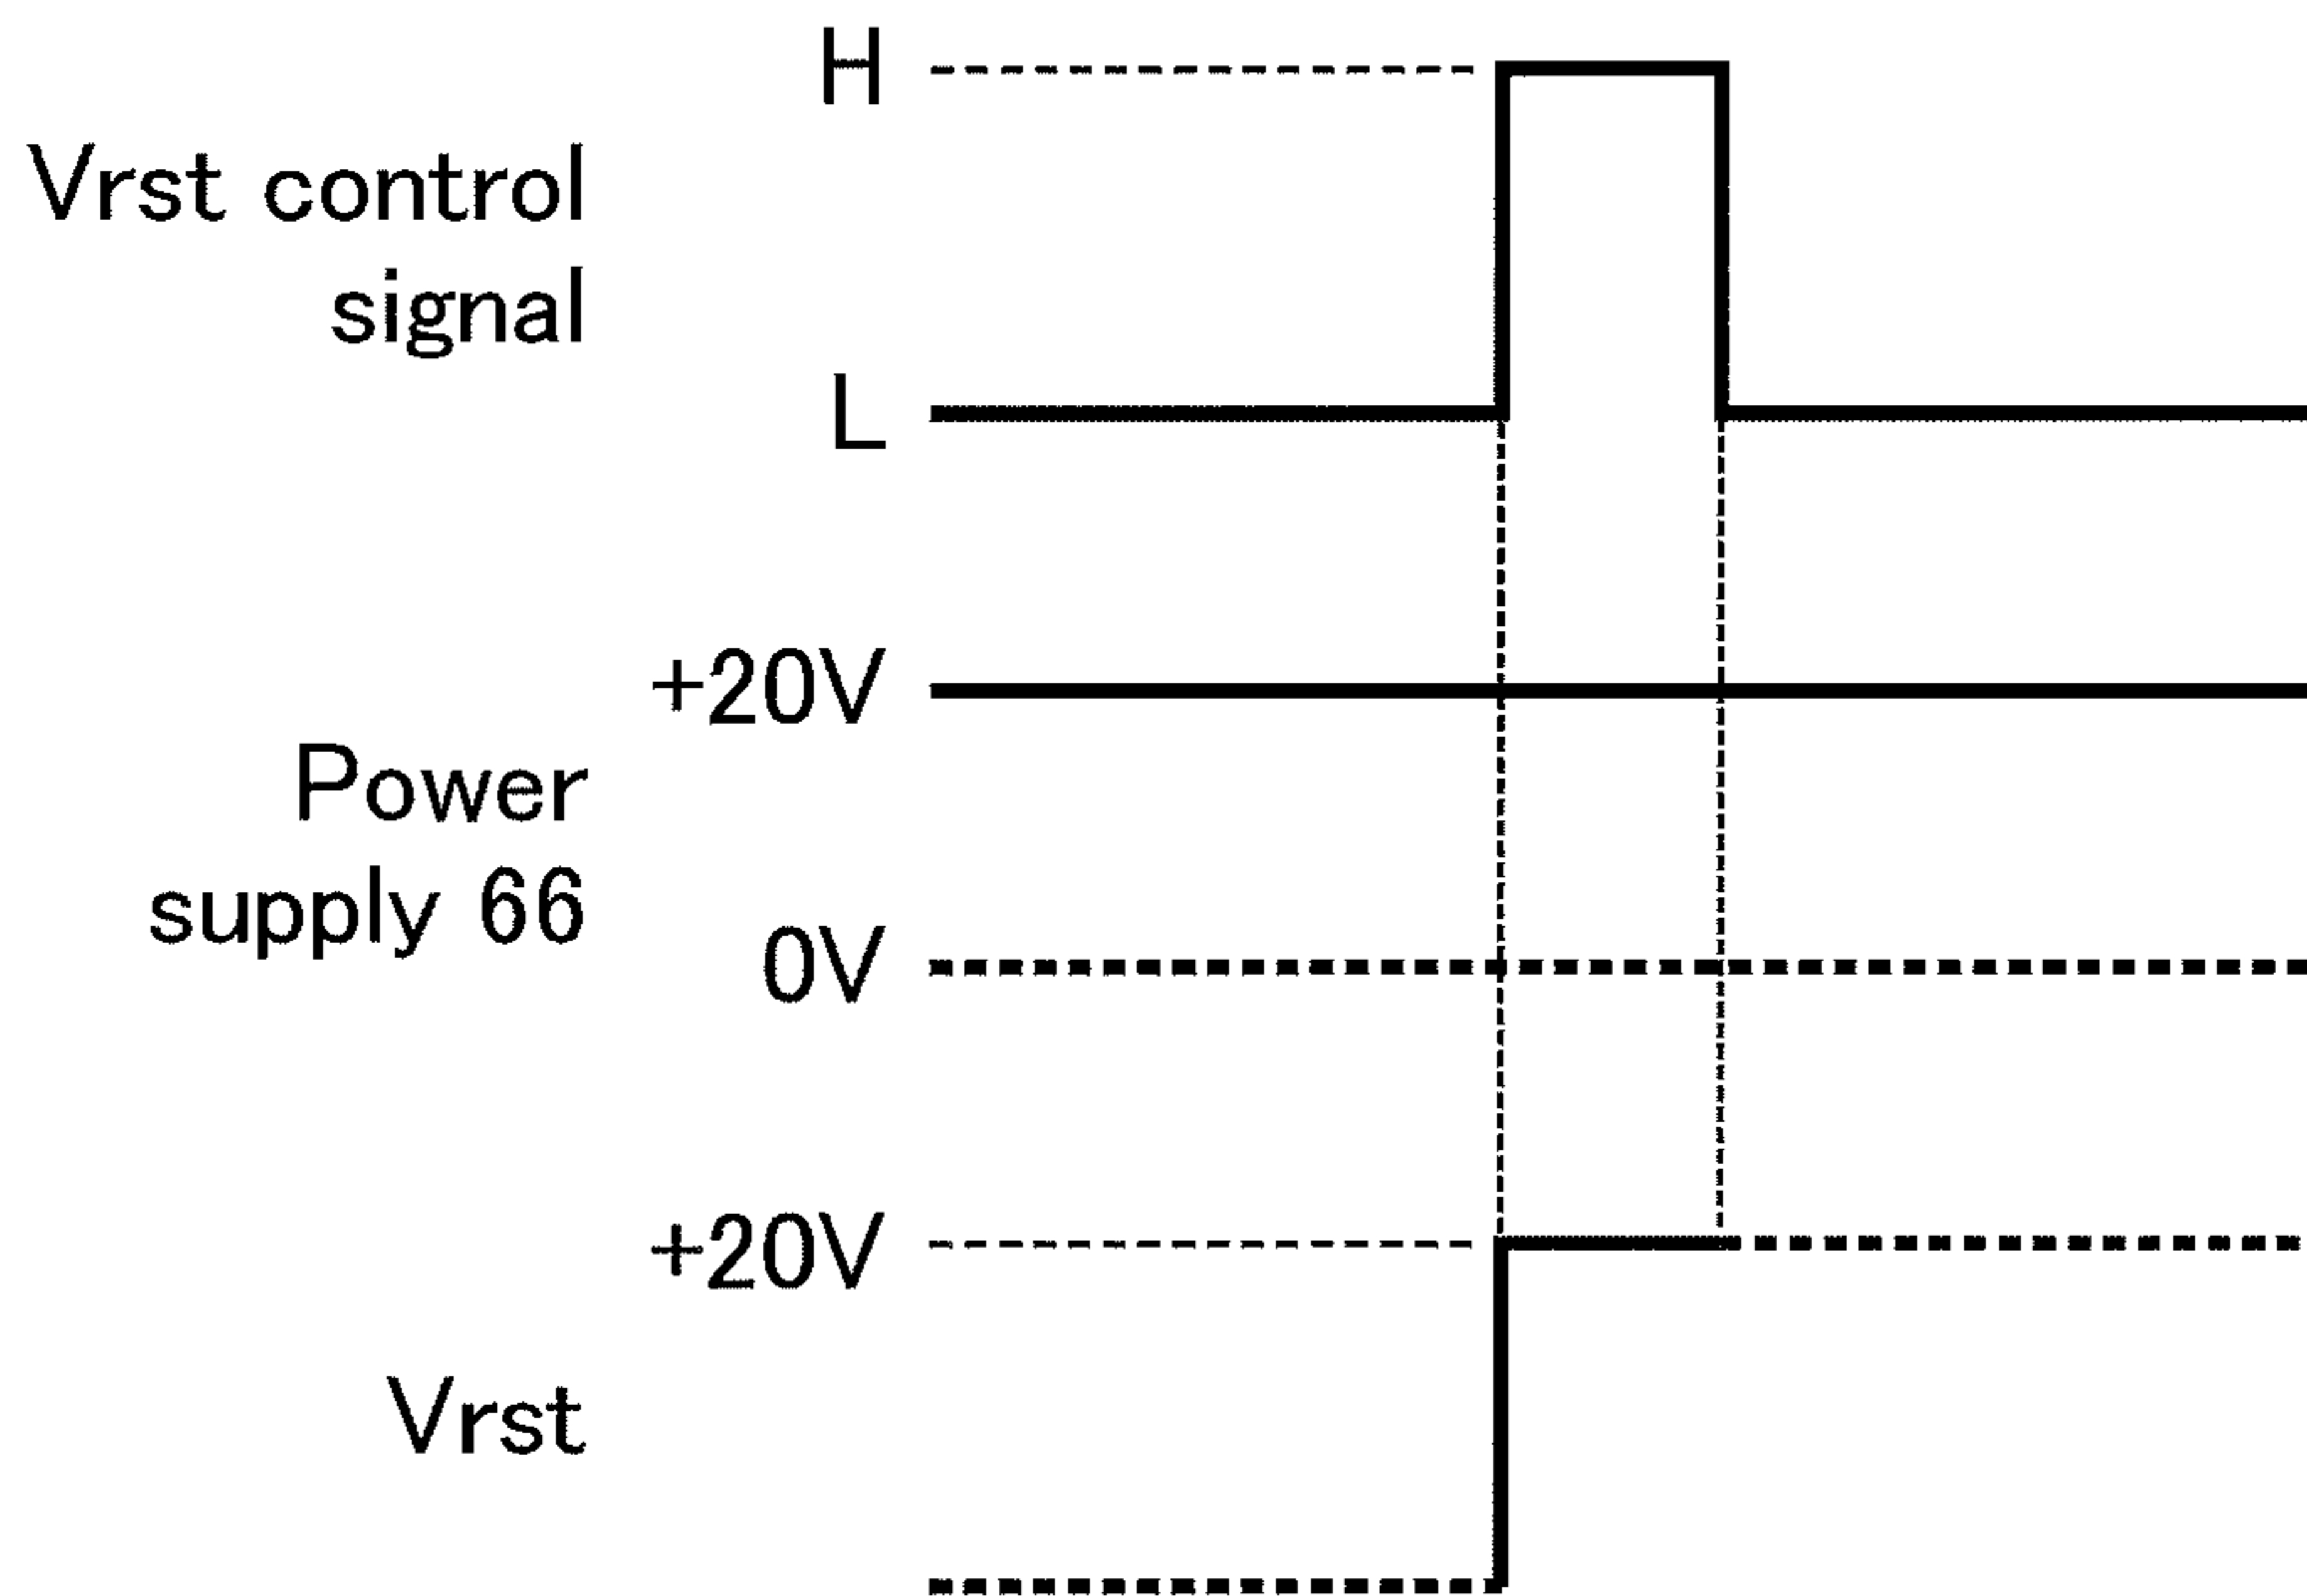 H
Vrst control
signal
L
+20V
Power
supply 66
0V
+20V
Vrst